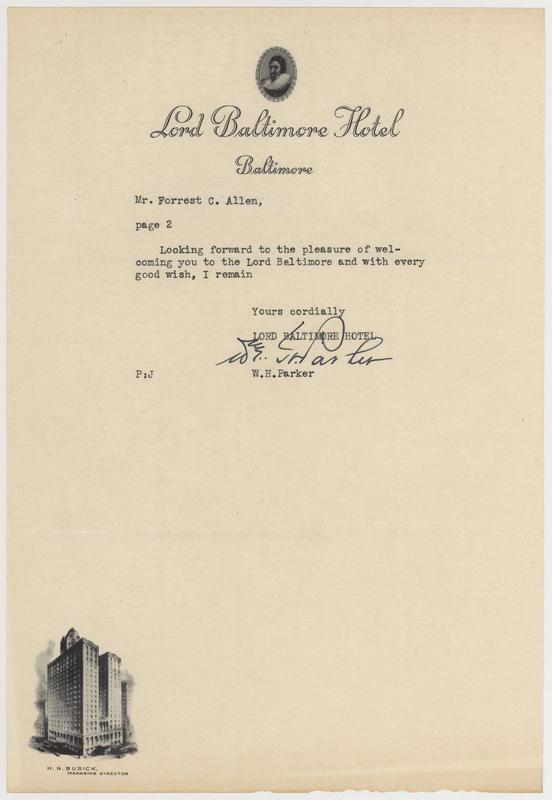 Lord Baltimore Hotel
Baltimore
Mr. Forrest C. Allen,
page 2
Looking forward to the pleasure of wel-
coming you to the Lord Baltimore and with every
good wish, I remain
Yours cordially
LORD BALTIMORE HOTEL
W. H. Parker
P:J
W.H.Parker
H. N. BUSICK,
MANAGING DIRECTOR